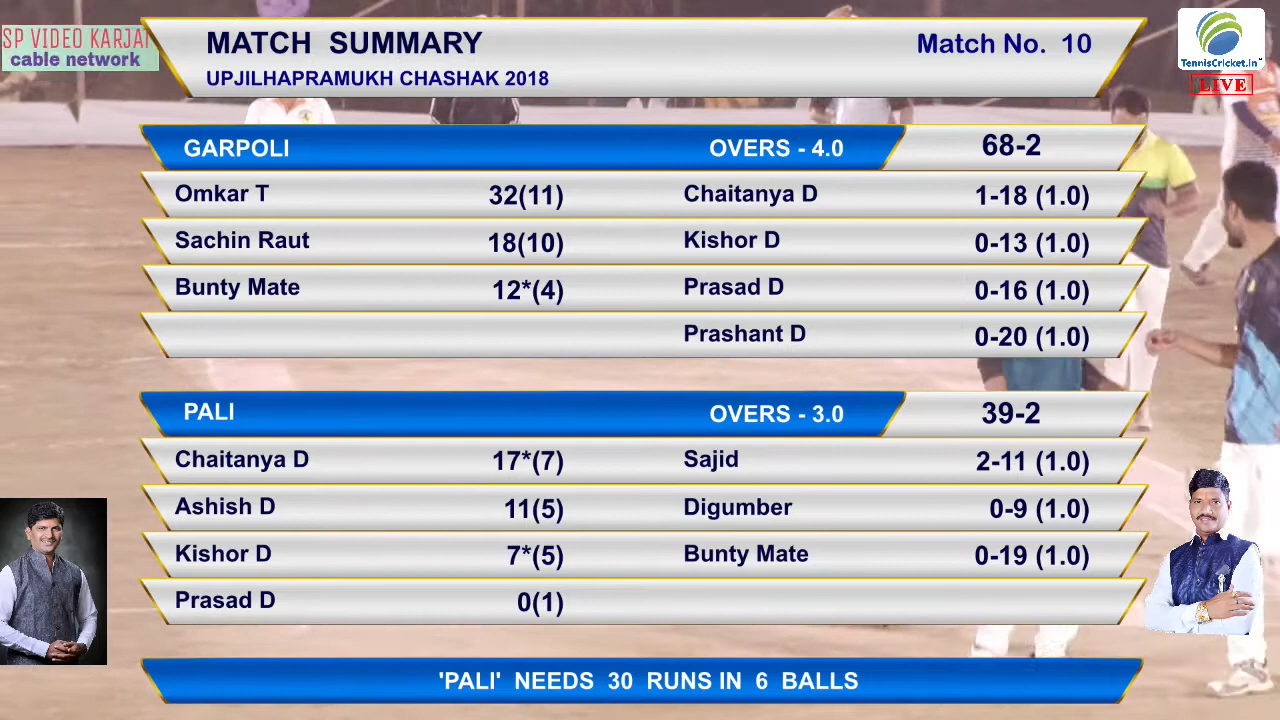 SP VIDEO KARJAT
cable network
MATCH SUMMARY
Match No. 10
UPJILHAPRAMUKH CHASHAK 2018
TennisCricket.in
LIVE
GARPOLI OVERS - 4.0 68-2
Omkar T 32(11) Chaitanya D 1-18 (1.0)
Sachin Raut 18(10) Kishor D 0-13 (1.0)
Bunty Mate 12*(4) Prasad D 0-16 (1.0)
Prashant D 0-20 (1.0)
PALI OVERS - 3.0 39-2
Chaitanya D 17*(7) Sajid 2-11 (1.0)
Ashish D 11(5) Digumber 0-9 (1.0)
Kishor D 7*(5) Bunty Mate 0-19 (1.0)
Prasad D 0(1)
'PALI' NEEDS 30 RUNS IN 6 BALLS